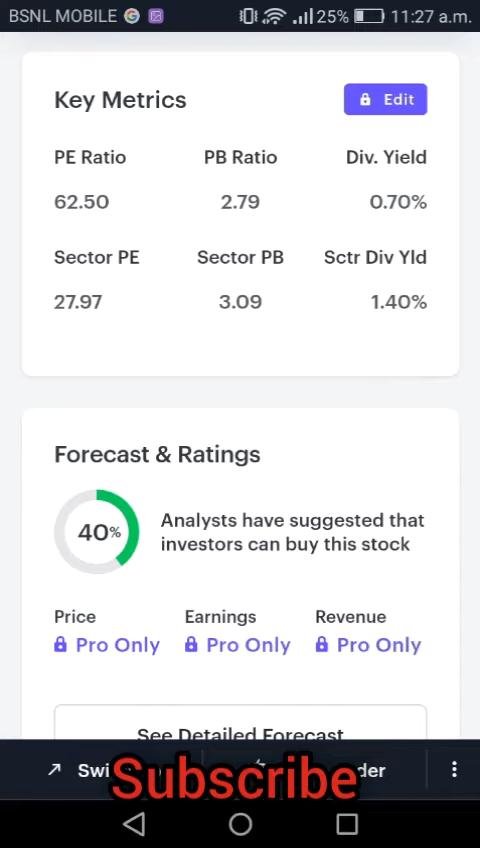 BSNL MOBILE 25% 11:27 a.m.
Key Metrics Edit
PE Ratio PB Ratio Div. Yield
62.50 2.79 0.70%
Sector PE Sector PB Sctr Div Yld
27.97 3.09 1.40%
Forecast & Ratings
40%
Analysts have suggested that
investors can buy this stock
Price Earnings Revenue
Pro Only Pro Only Pro Only
See Detailed Forecast
Subscribe